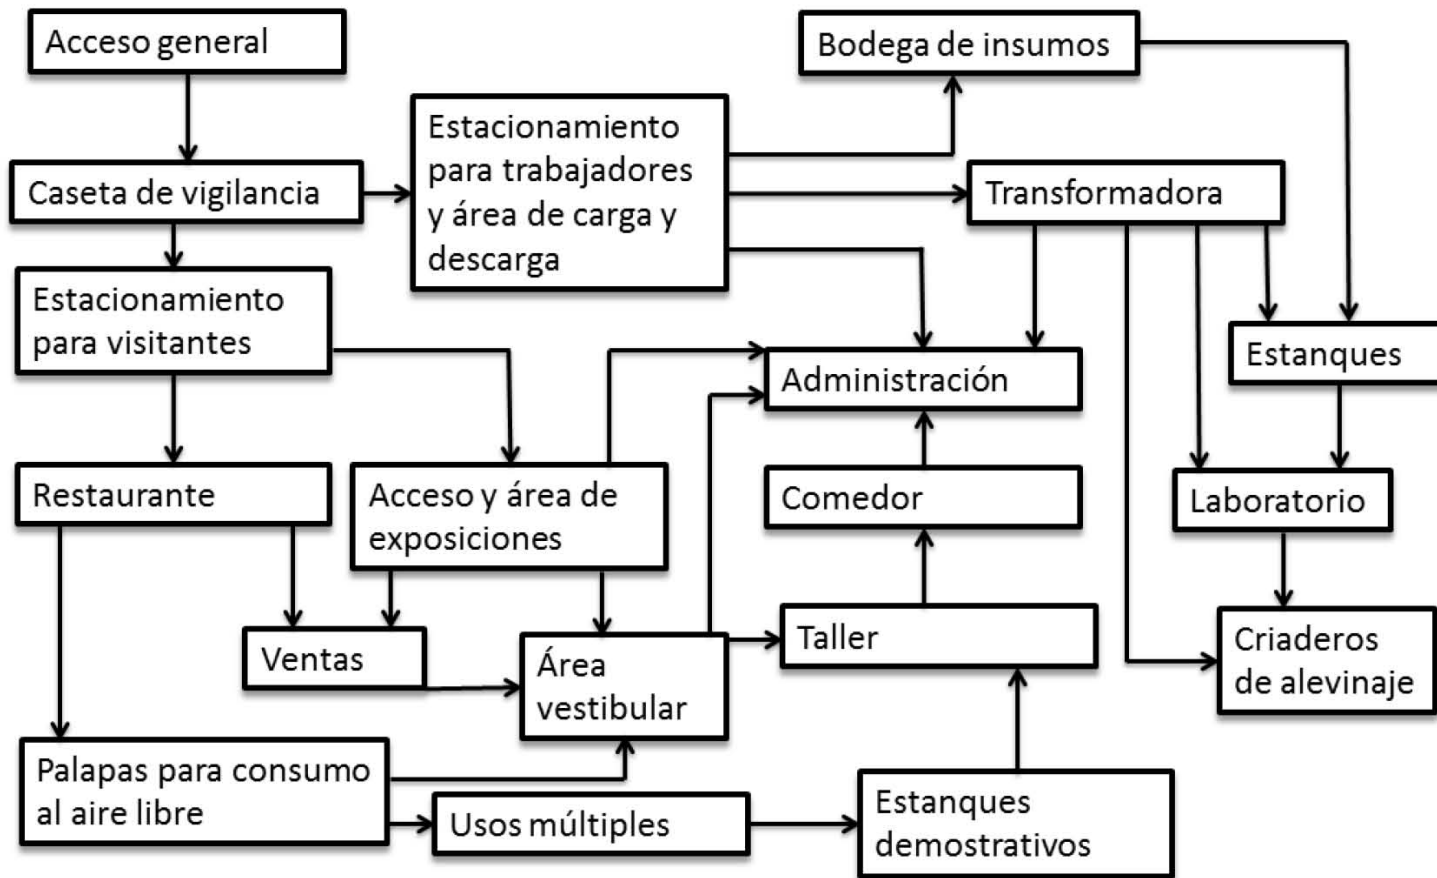 Acceso general
Bodega de insumos
Estacionamiento
para trabajadores
y área de carga y
descarga
Caseta de vigilancia
Transformadora
Estacionamiento
para visitantes
Estanques
Administración
Restaurante
Acceso y área de
exposiciones
Comedor
Laboratorio
Ventas
Área
vestibular
Taller
Criaderos
de alevinaje
Palapas para consumo
al aire libre
Usos múltiples
Estanques
demostrativos